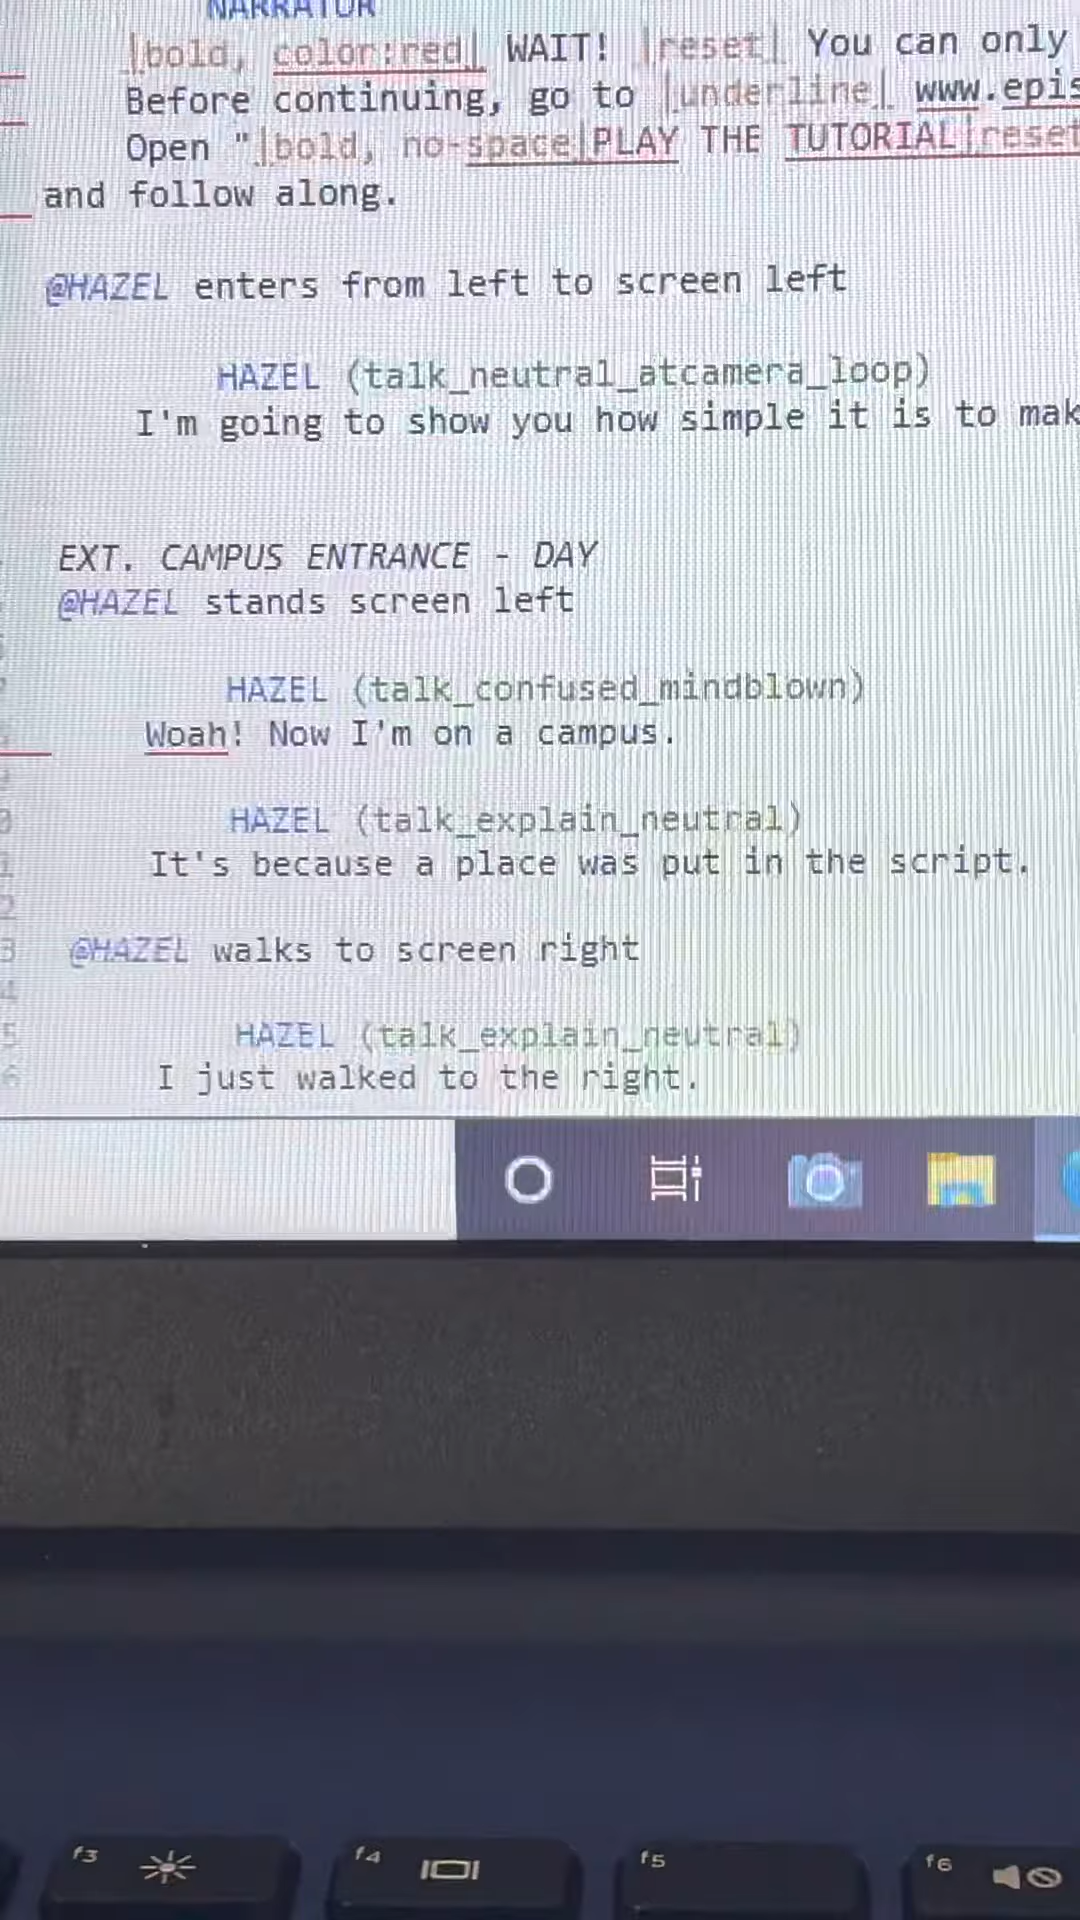 NARRATOR
|bold, color:red| WAIT! |reset| You can only
Before continuing, go to |underline| www.epis
Open "|bold, no-space|PLAY THE TUTORIAL|reset
and follow along.
@HAZEL enters from left to screen left
HAZEL (talk_neutral_atcamera_loop)
I'm going to show you how simple it is to mak
EXT. CAMPUS ENTRANCE - DAY
@HAZEL stands screen left
HAZEL (talk_confused_mindblown)
Woah! Now I'm on a campus.
HAZEL (talk_explain_neutral)
It's because a place was put in the script.
@HAZEL walks to screen right
HAZEL (talk_explain_neutral)
I just walked to the right.
f3 f4 f5 f6